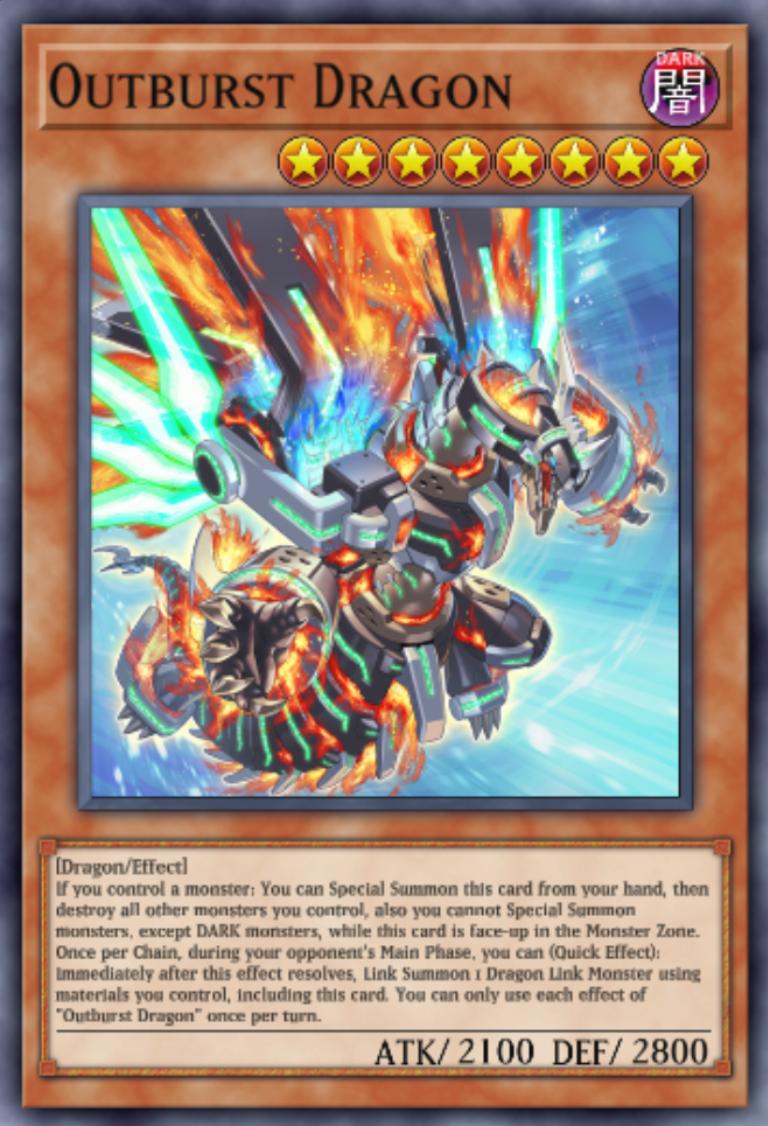 OUTBURST DRAGON
DARK
闇
[Dragon/Effect]
If you control a monster: You can Special Summon this card from your hand, then
destroy all other monsters you control, also you cannot Special Summon
monsters, except DARK monsters, while this card is face-up in the Monster Zone.
Once per Chain, during your opponent's Main Phase, you can (Quick Effect):
Immediately after this effect resolves, Link Summon 1 Dragon Link Monster using
materials you control, including this card. You can only use each effect of
"Outburst Dragon" once per turn.
ATK/ 2100 DEF/ 2800